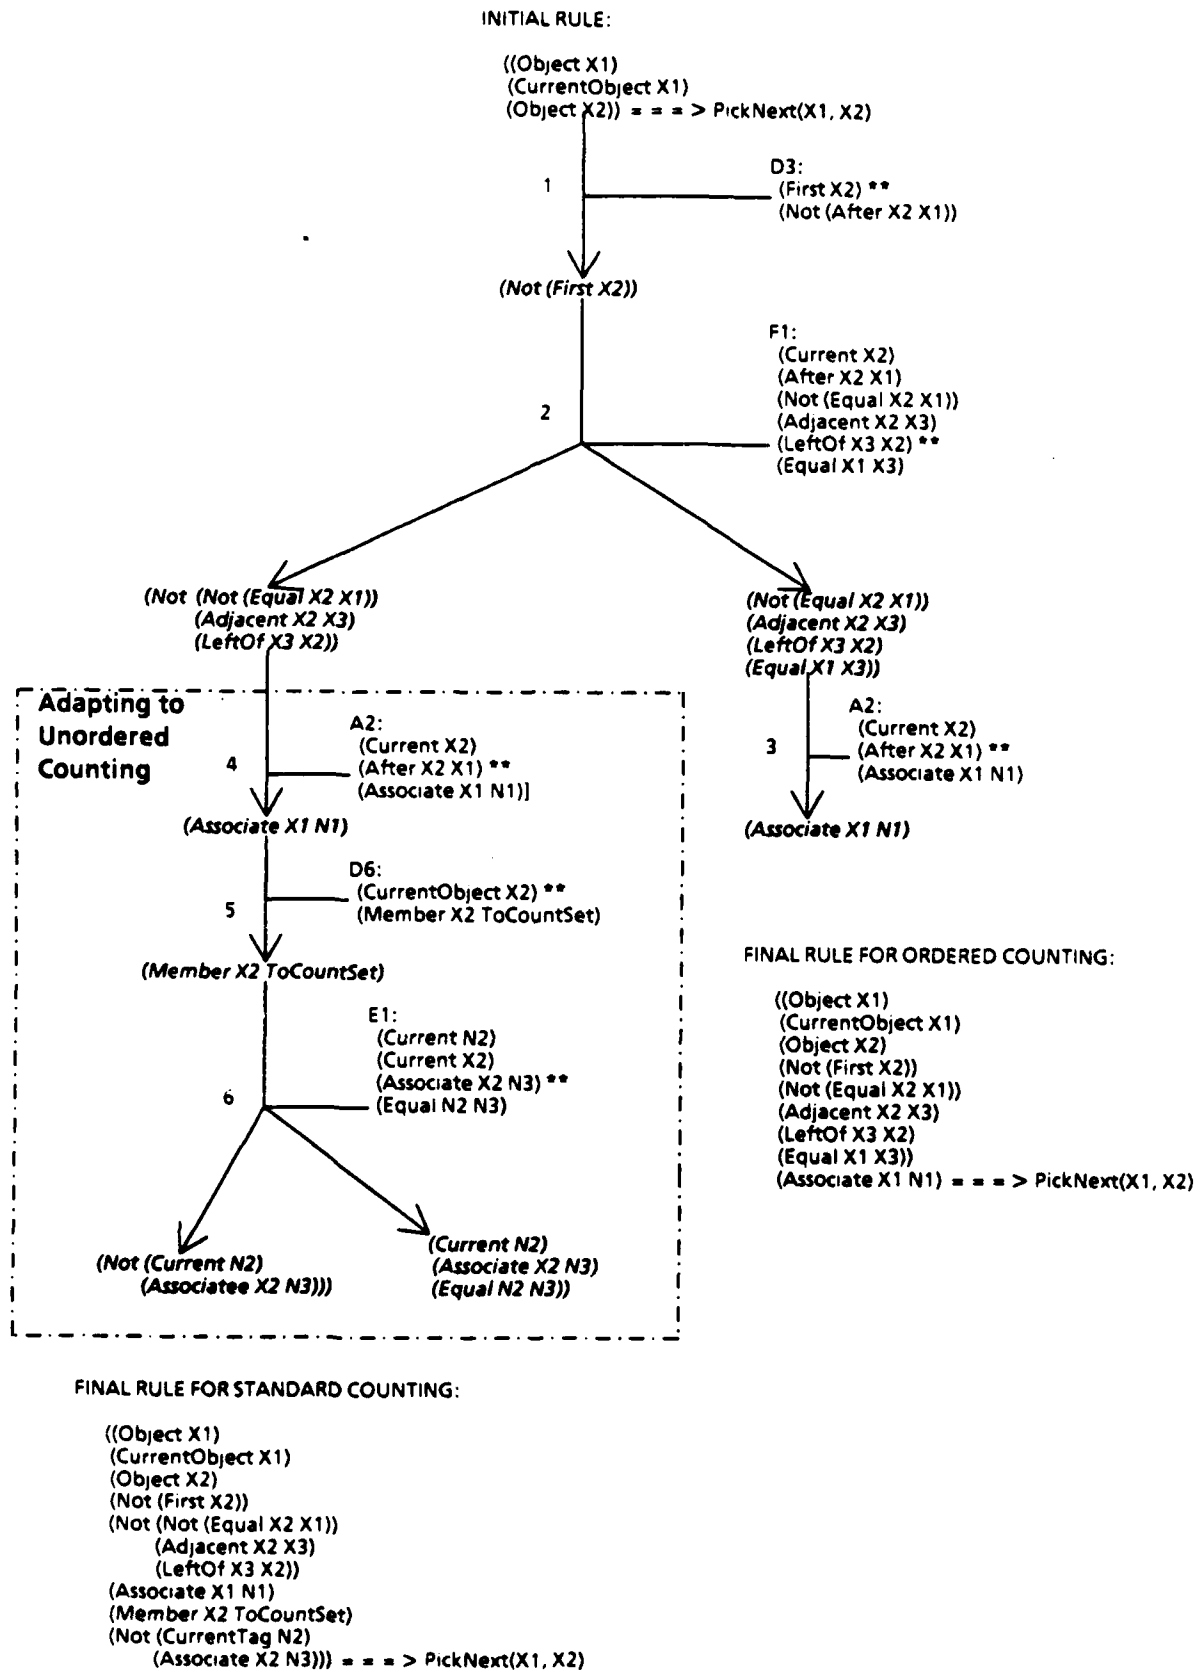 INITIAL RULE:
((Object X1)
(CurrentObject X1)
(Object X2)) = = = > PickNext(X1, X2)
1
D3:
(First X2) **
(Not (After X2 X1))
(Not (First X2))
2
F1:
(Current X2)
(After X2 X1)
(Not (Equal X2 X1))
(Adjacent X2 X3)
(LeftOf X3 X2) **
(Equal X1 X3)
(Not (Not (Equal X2 X1))
(Adjacent X2 X3)
(LeftOf X3 X2))
(Not (Equal X2 X1))
(Adjacent X2 X3)
(LeftOf X3 X2)
(Equal X1 X3))
Adapting to
Unordered
Counting
4
A2:
(Current X2)
(After X2 X1) **
(Associate X1 N1)]
(Associate X1 N1)
3
A2:
(Current X2)
(After X2 X1) **
(Associate X1 N1)
(Associate X1 N1)
5
D6:
(CurrentObject X2) **
(Member X2 ToCountSet)
(Member X2 ToCountSet)
6
E1:
(Current N2)
(Current X2)
(Associate X2 N3) **
(Equal N2 N3)
(Not (Current N2)
(Associatee X2 N3)))
(Current N2)
(Associate X2 N3)
(Equal N2 N3))
FINAL RULE FOR ORDERED COUNTING:
((Object X1)
(CurrentObject X1)
(Object X2)
(Not (First X2))
(Not (Equal X2 X1))
(Adjacent X2 X3)
(LeftOf X3 X2)
(Equal X1 X3))
(Associate X1 N1) = = = > PickNext(X1, X2)
FINAL RULE FOR STANDARD COUNTING:
((Object X1)
(CurrentObject X1)
(Object X2)
(Not (First X2))
(Not (Not (Equal X2 X1))
(Adjacent X2 X3)
(LeftOf X3 X2))
(Associate X1 N1)
(Member X2 ToCountSet)
(Not (CurrentTag N2)
(Associate X2 N3))) = = = > PickNext(X1, X2)